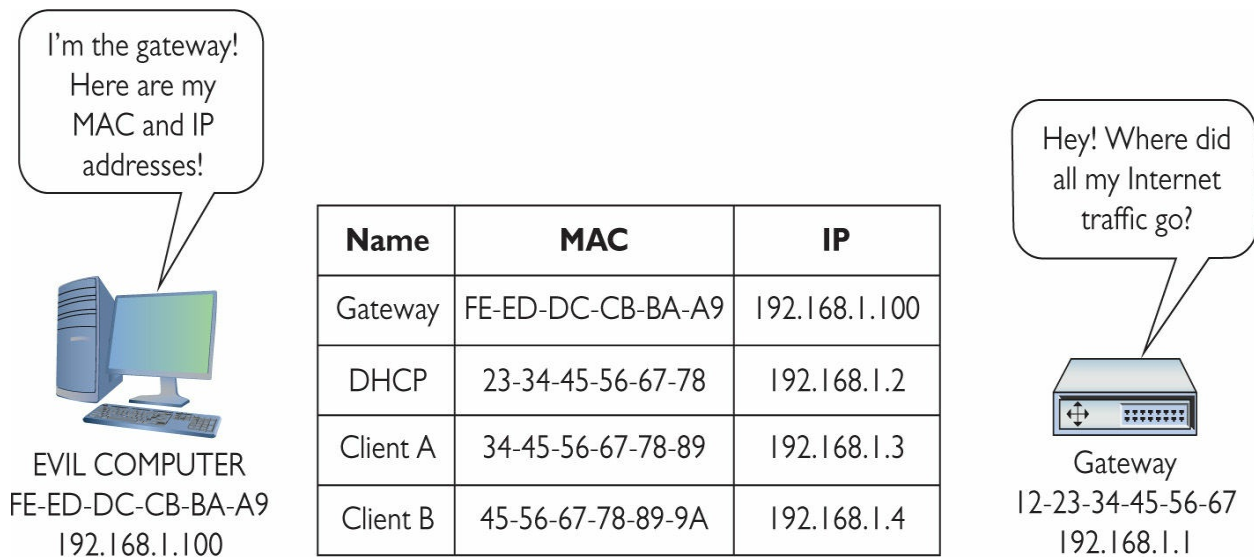 I'm the gateway!
Here are my
MAC and IP
addresses!
Hey! Where did
all my Internet
traffic go?
Name MAC IP
Gateway FE-ED-DC-CB-BA-A9 192.168.1.100
DHCP 23-34-45-56-67-78 192.168.1.2
Client A 34-45-56-67-78-89 192.168.1.3
Client B 45-56-67-78-89-9A 192.168.1.4
EVIL COMPUTER
FE-ED-DC-CB-BA-A9
192.168.1.100
Gateway
12-23-34-45-56-67
192.168.1.1